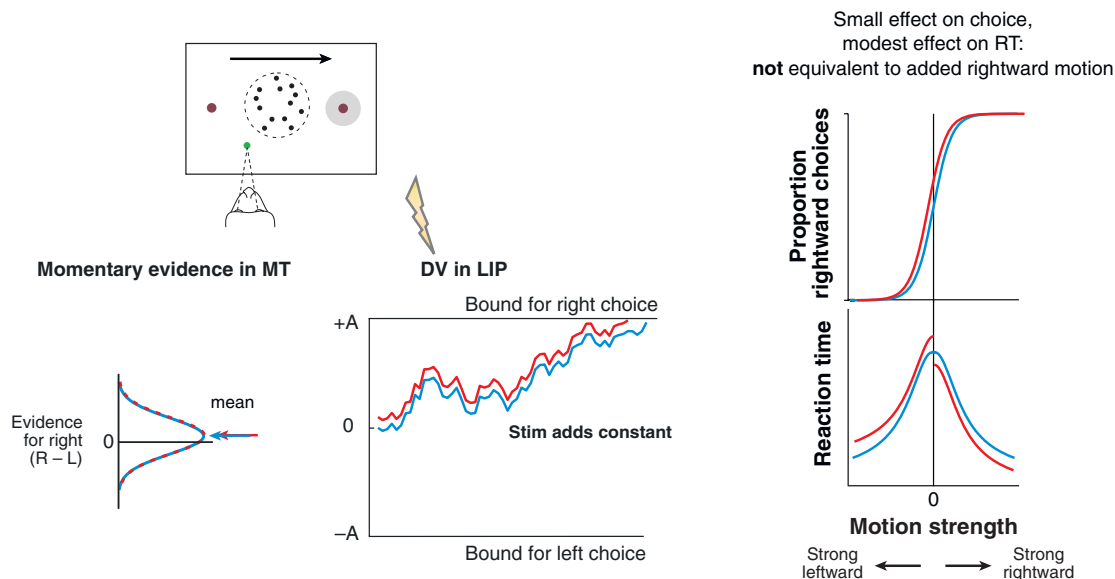 Small effect on choice,
modest effect on RT:
not equivalent to added rightward motion
Momentary evidence in MT
DV in LIP
Evidence
for right
(R – L)
0
mean
Bound for right choice
+A
0
Stim adds constant
–A
Bound for left choice
Proportion
rightward choices
Reaction time
0
Motion strength
Strong
leftward
Strong
rightward